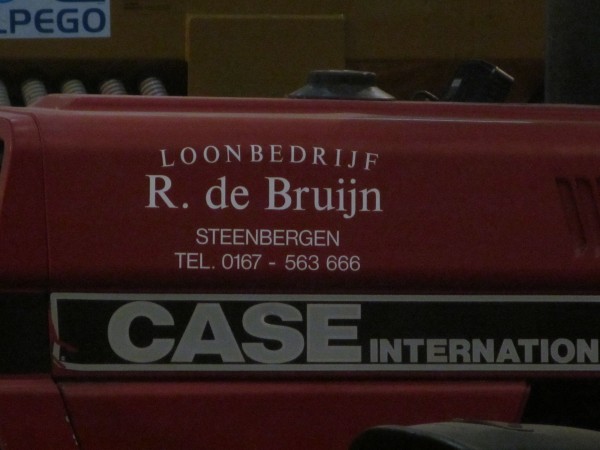 LPEGO
LOONBEDRIJF
R. de Bruijn
STEENBERGEN
TEL. 0167 - 563 666
CASE INTERNATION